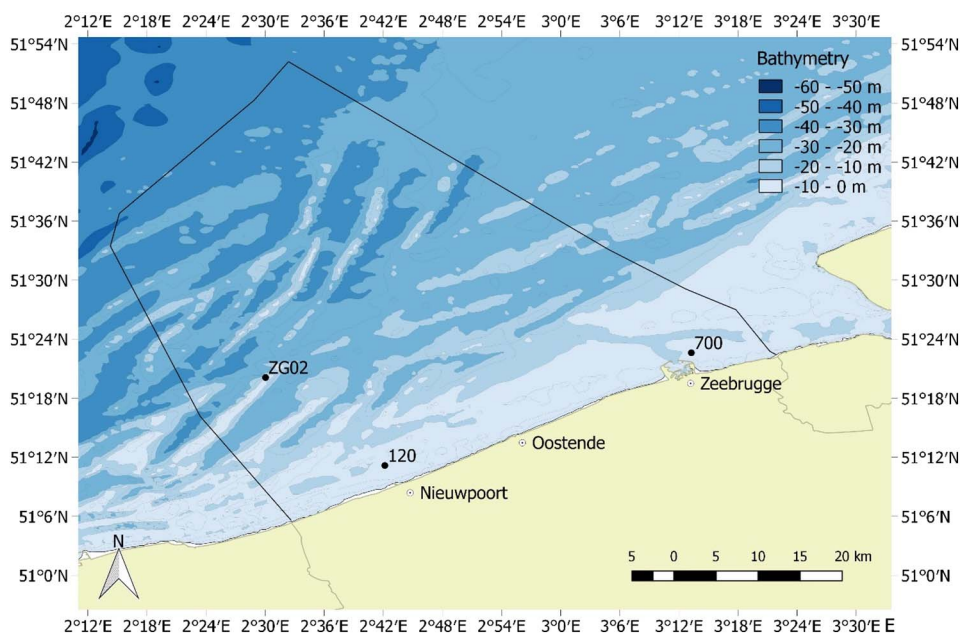 2°12′E 2°18′E 2°24′E 2°30′E 2°36′E 2°42′E 2°48′E 2°54′E 3°0′E 3°6′E 3°12′E 3°18′E 3°24′E 3°30′E
51°54′N 51°54′N
Bathymetry
-60 - -50 m
51°48′N 51°48′N
-50 - -40 m
-40 - -30 m
-30 - -20 m
51°42′N 51°42′N
-20 - -10 m
-10 - 0 m
51°36′N 51°36′N
51°30′N 51°30′N
51°24′N 700 51°24′N
ZG02
Zeebrugge
51°18′N 51°18′N
Oostende
51°12′N 120 51°12′N
Nieuwpoort
51°6′N 51°6′N
N
5 0 5 10 15 20 km
51°0′N 51°0′N
2°12′E 2°18′E 2°24′E 2°30′E 2°36′E 2°42′E 2°48′E 2°54′E 3°0′E 3°6′E 3°12′E 3°18′E 3°24′E 3°30′E E